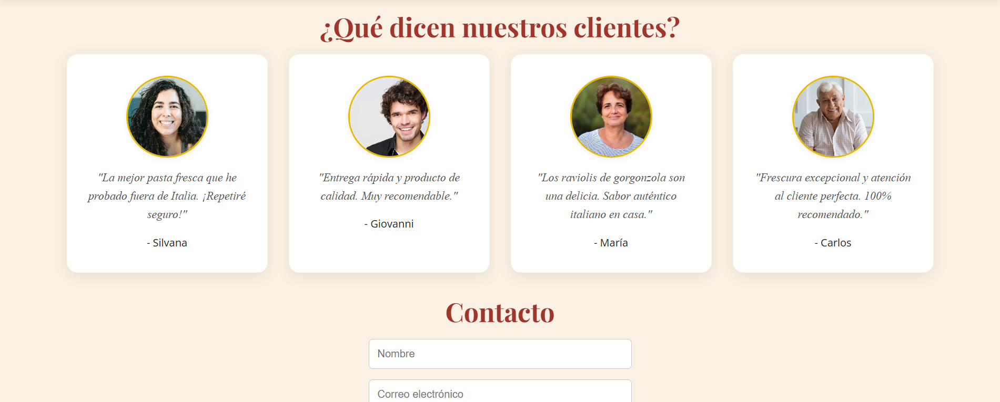 ¿Qué dicen nuestros clientes?
"La mejor pasta fresca que he
probado fuera de Italia. ¡Repetiré
seguro!"
- Silvana
"Entrega rápida y producto de
calidad. Muy recomendable."
- Giovanni
"Los raviolis de gorgonzola son
una delicia. Sabor auténtico
italiano en casa."
- María
"Frescura excepcional y atención
al cliente perfecta. 100%
recomendado."
- Carlos
Contacto
Nombre
Correo electrónico